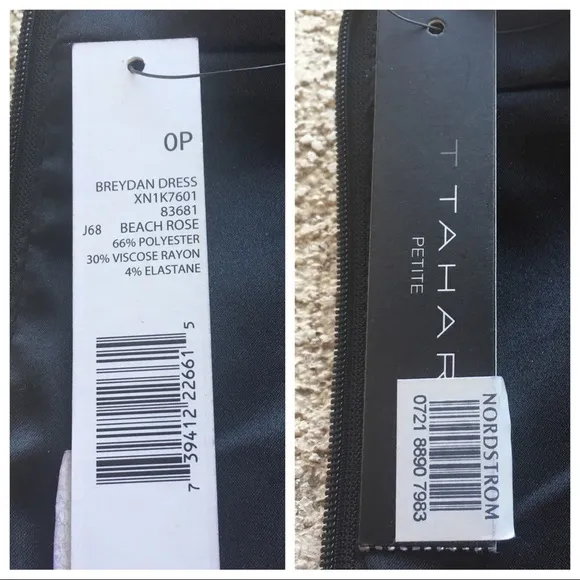 0P
BREYDAN DRESS
XN1K7601
83681
J68 BEACH ROSE
66% POLYESTER
30% VISCOSE RAYON
4% ELASTANE
7 39412 22661 5
T TAHAR
PETITE
NORDSTROM
0721 8890 7983